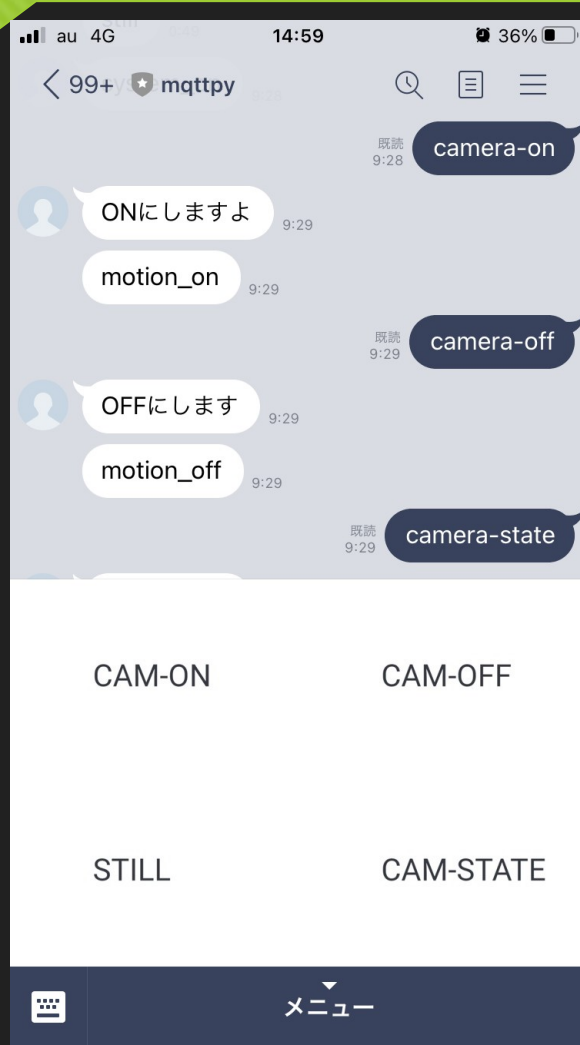 au 4G 14:59 36%
99+ mqttpy
camera-on
既読
9:28
ONにしますよ
9:29
motion_on
9:29
camera-off
既読
9:29
OFFにします
9:29
motion_off
9:29
camera-state
既読
9:29
CAM-ON CAM-OFF
STILL CAM-STATE
メニュー